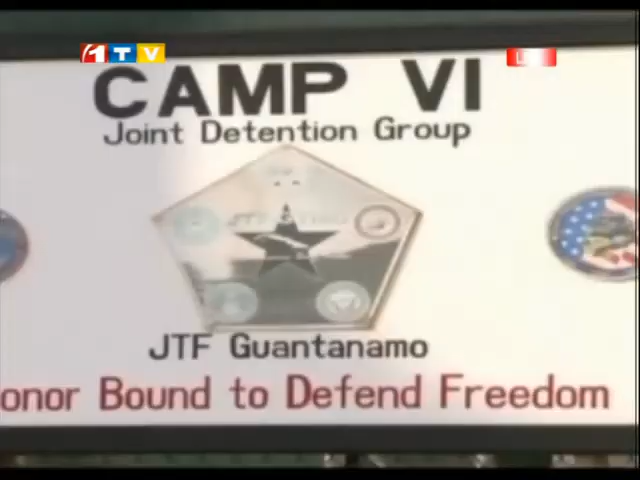 1TV
CAMP VI
Joint Detention Group
JTF Guantanamo
onor Bound to Defend Freedom